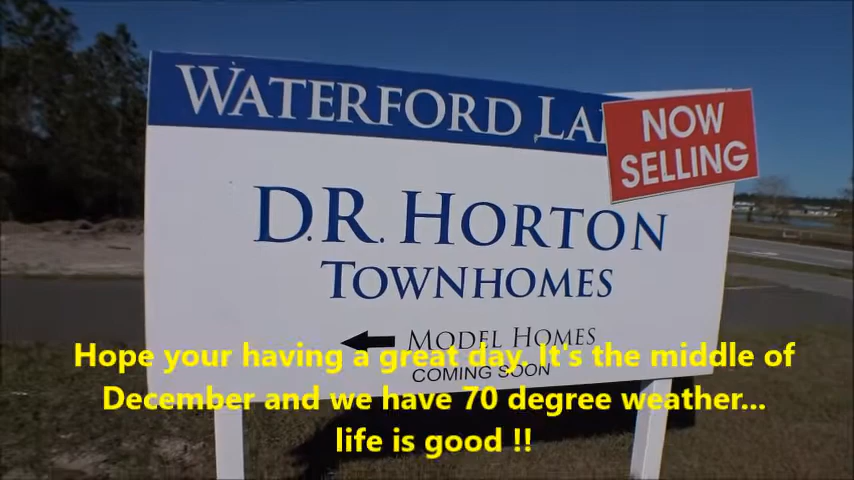 WATERFORD
NOW
SELLING
D.R. HORTON
TOWNHOMES
MODEL HOMES
COMING SOON
Hope your having a great day. It's the middle of
December and we have 70 degree weather...
life is good !!